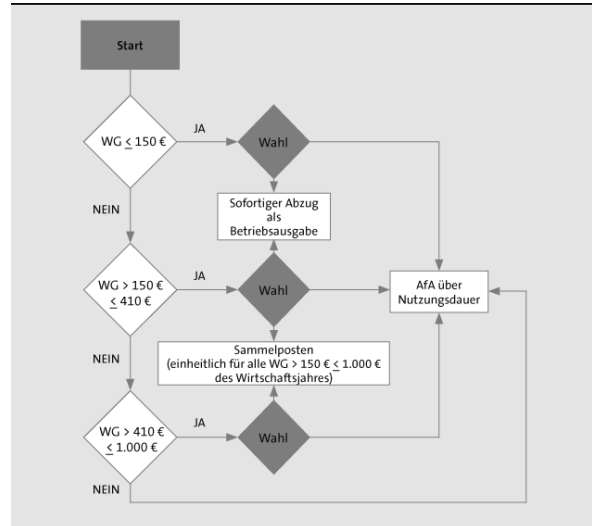 Start
WG ≤ 150 €
JA
Wahl
NEIN
Sofortiger Abzug
als
Betriebsausgabe
WG > 150 €
≤ 410 €
JA
Wahl
AfA über
Nutzungsdauer
NEIN
Sammelposten
(einheitlich für alle WG > 150 € ≤ 1.000 €
des Wirtschaftsjahres)
WG > 410 €
≤ 1.000 €
JA
Wahl
NEIN